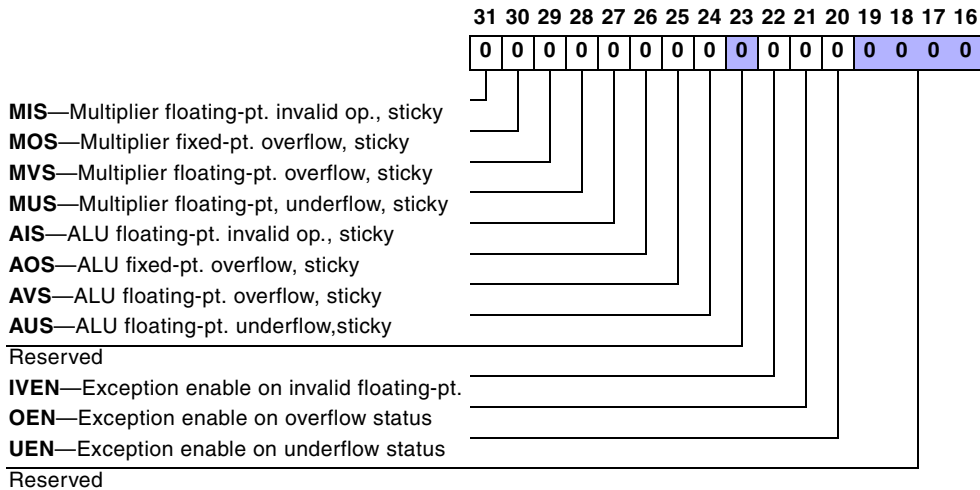 31 30 29 28 27 26 25 24 23 22 21 20 19 18 17 16
0 0 0 0 0 0 0 0 0 0 0 0 0 0 0 0
MIS—Multiplier floating-pt. invalid op., sticky
MOS—Multiplier fixed-pt. overflow, sticky
MVS—Multiplier floating-pt. overflow, sticky
MUS—Multiplier floating-pt, underflow, sticky
AIS—ALU floating-pt. invalid op., sticky
AOS—ALU fixed-pt. overflow, sticky
AVS—ALU floating-pt. overflow, sticky
AUS—ALU floating-pt. underflow,sticky
Reserved
IVEN—Exception enable on invalid floating-pt.
OEN—Exception enable on overflow status
UEN—Exception enable on underflow status
Reserved